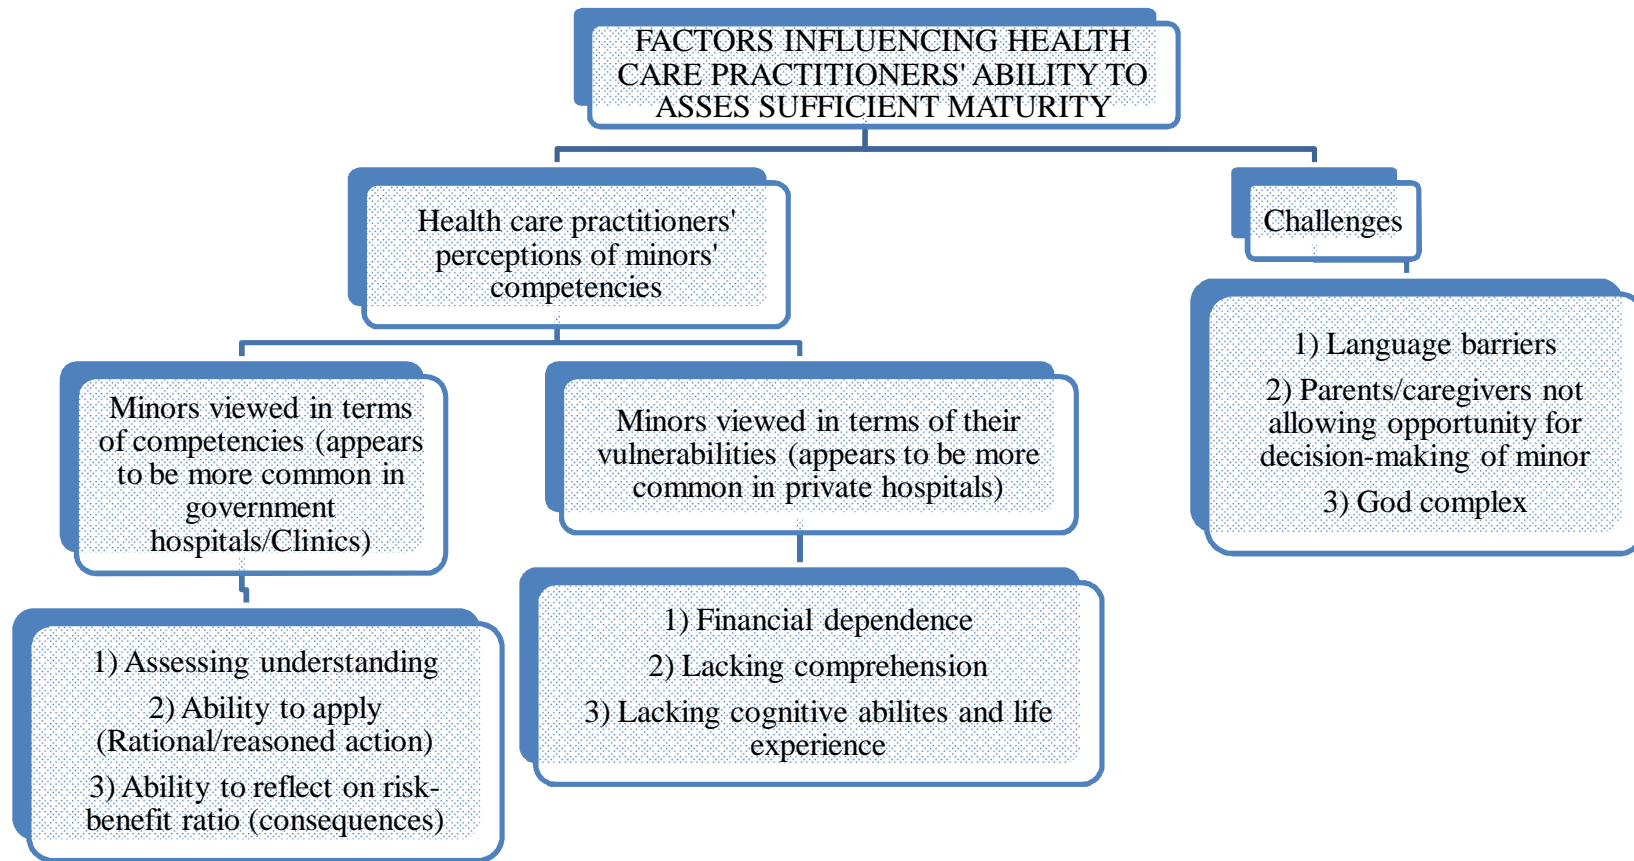 FACTORS INFLUENCING HEALTH
CARE PRACTITIONERS' ABILITY TO
ASSES SUFFICIENT MATURITY
Health care practitioners'
perceptions of minors'
competencies
Challenges
Minors viewed in terms
of competencies (appears
to be more common in
government
hospitals/Clinics)
Minors viewed in terms of their
vulnerabilities (appears to be more
common in private hospitals)
1) Language barriers
2) Parents/caregivers not
allowing opportunity for
decision-making of minor
3) God complex
1) Assessing understanding
2) Ability to apply
(Rational/reasoned action)
3) Ability to reflect on risk-
benefit ratio (consequences)
1) Financial dependence
2) Lacking comprehension
3) Lacking cognitive abilites and life
experience